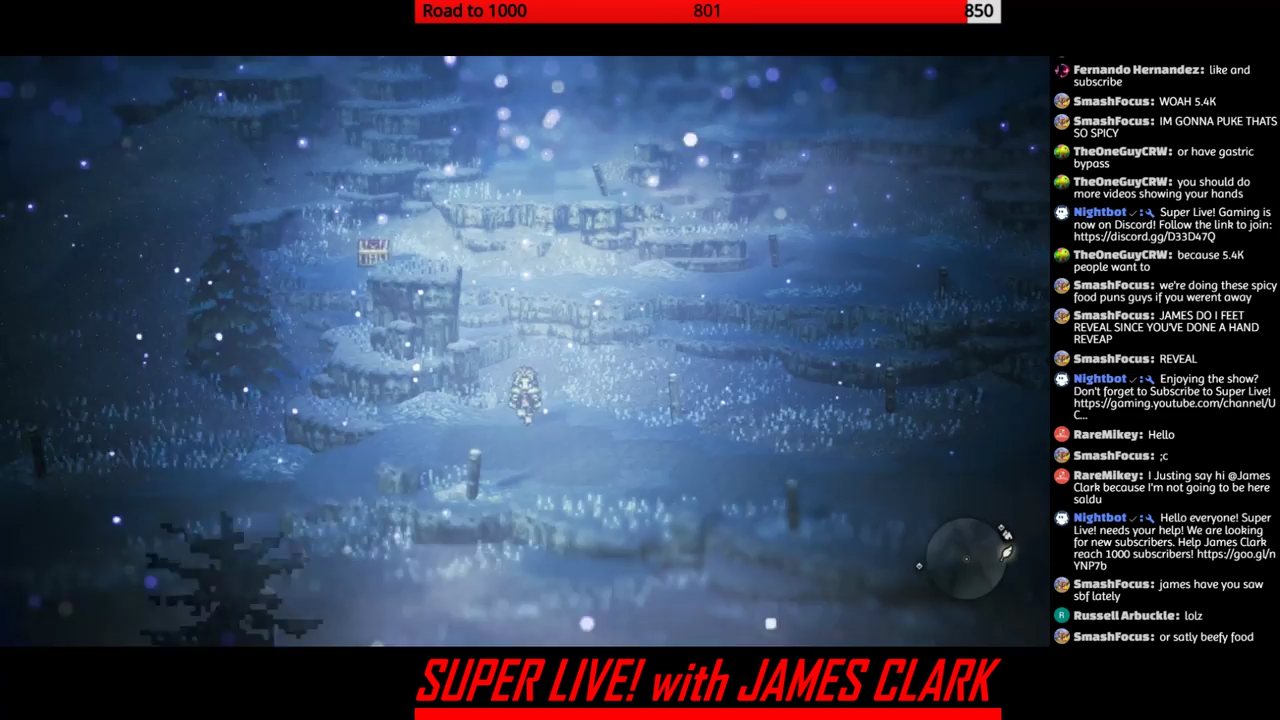 Road to 1000 801 850
Fernando Hernandez: like and
subscribe
SmashFocus: WOAH 5.4K
SmashFocus: IM GONNA PUKE THATS
SO SPICY
TheOneGuyCRW: or have gastric
bypass
TheOneGuyCRW: you should do
more videos showing your hands
Nightbot: Super Live! Gaming is
now on Discord! Follow the link to join:
https://discord.gg/D33D47Q
TheOneGuyCRW: because 5.4K
people want to
SmashFocus: we're doing these spicy
food puns guys if you werent away
SmashFocus: JAMES DO I FEET
REVEAL SINCE YOU'VE DONE A HAND
REVEAP
SmashFocus: REVEAL
Nightbot: Enjoying the show?
Don't forget to Subscribe to Super Live!
https://gaming.youtube.com/channel/U
C...
RareMikey: Hello
SmashFocus: ;c
RareMikey: I Justing say hi @James
Clark because I'm not going to be here
saldu
Nightbot: Hello everyone! Super
Live! needs your help! We are looking
for new subscribers. Help James Clark
reach 1000 subscribers! https://goo.gl/n
YNP7b
SmashFocus: james have you saw
sbf lately
R Russell Arbuckle: lolz
SmashFocus: or satly beefy food
SUPER LIVE! with JAMES CLARK